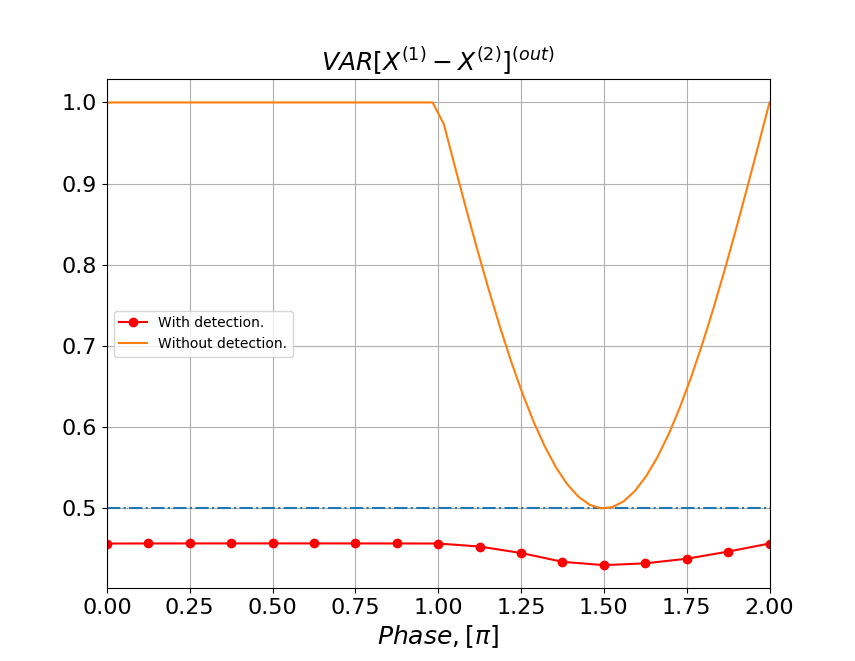 VAR[X^{(1)} − X^{(2)}]^{(out)}
1.0
0.9
0.8
0.7
0.6
0.5
With detection.
Without detection.
0.00 0.25 0.50 0.75 1.00 1.25 1.50 1.75 2.00
Phase, [π]